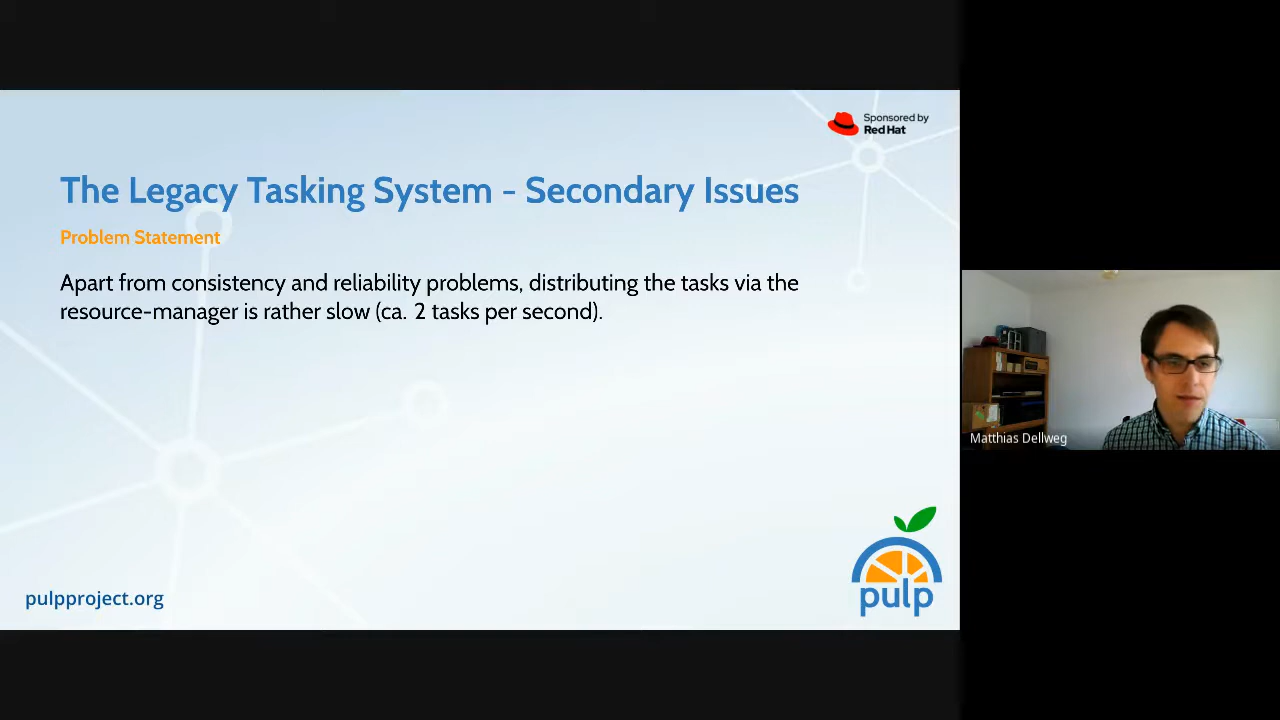 Sponsored by
Red Hat
The Legacy Tasking System - Secondary Issues
Problem Statement
Apart from consistency and reliability problems, distributing the tasks via the
resource-manager is rather slow (ca. 2 tasks per second).
Matthias Dellweg
pulpproject.org
pulp